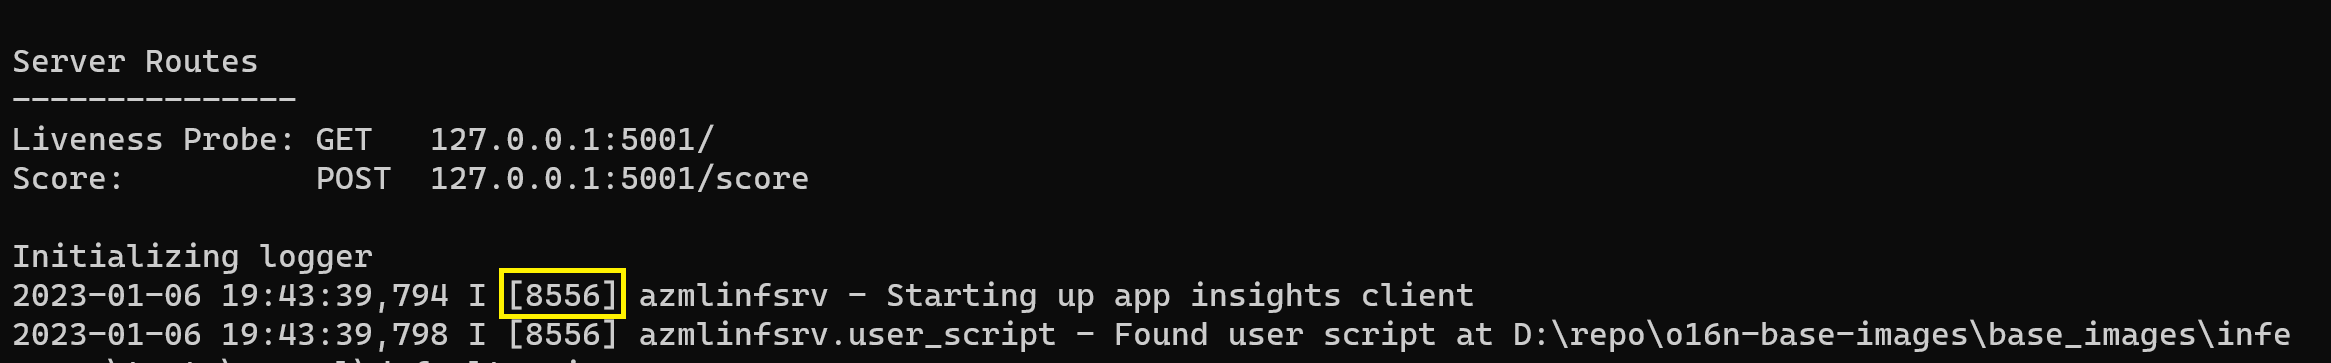 Server Routes
---------------
Liveness Probe: GET   127.0.0.1:5001/
Score:          POST  127.0.0.1:5001/score
Initializing logger
2023-01-06 19:43:39,794 I [8556] azmlinfsrv - Starting up app insights client
2023-01-06 19:43:39,798 I [8556] azmlinfsrv.user_script - Found user script at D:\repo\o16n-base-images\base_images\infe